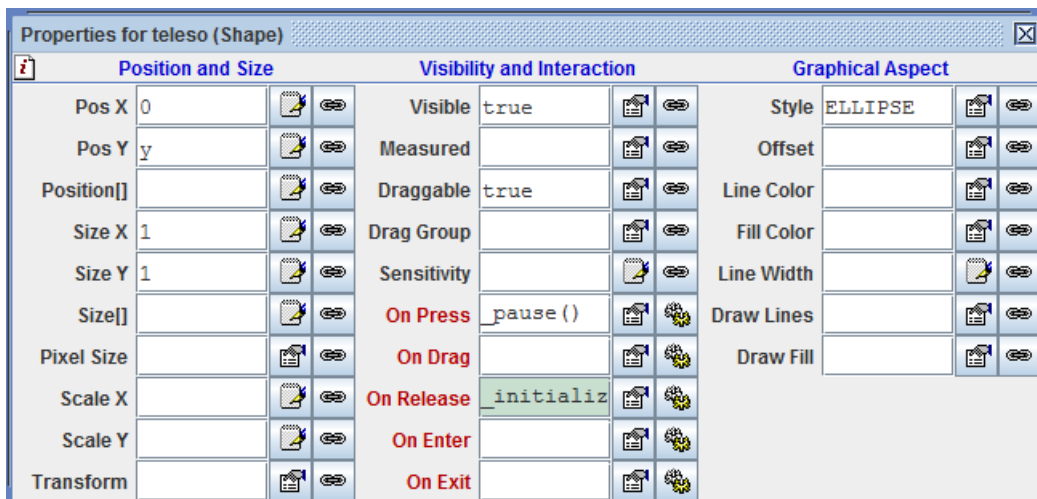 Properties for teleso (Shape)
Position and Size Visibility and Interaction Graphical Aspect
Pos X 0 Visible true Style ELLIPSE
Pos Y y Measured Offset
Position[] Draggable true Line Color
Size X 1 Drag Group Fill Color
Size Y 1 Sensitivity Line Width
Size[] On Press _pause() Draw Lines
Pixel Size On Drag Draw Fill
Scale X On Release _initializ
Scale Y On Enter
Transform On Exit